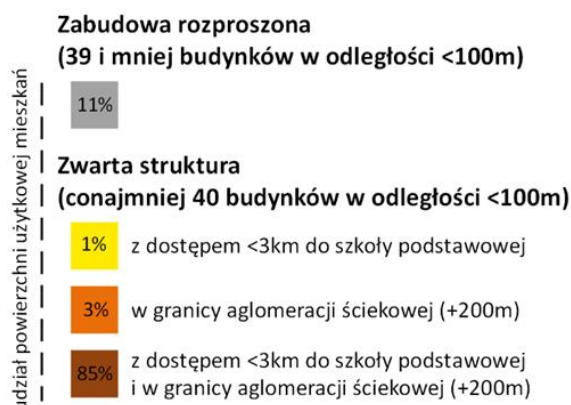 Zabudowa rozproszona
(39 i mniej budynków w odległości <100m)
11%
Zwarta struktura
(conajmniej 40 budynków w odległości <100m)
1% z dostępem <3km do szkoły podstawowej
3% w granicy aglomeracji ściekowej (+200m)
85% z dostępem <3km do szkoły podstawowej
i w granicy aglomeracji ściekowej (+200m)
udział powierzchni użytkowej mieszkań